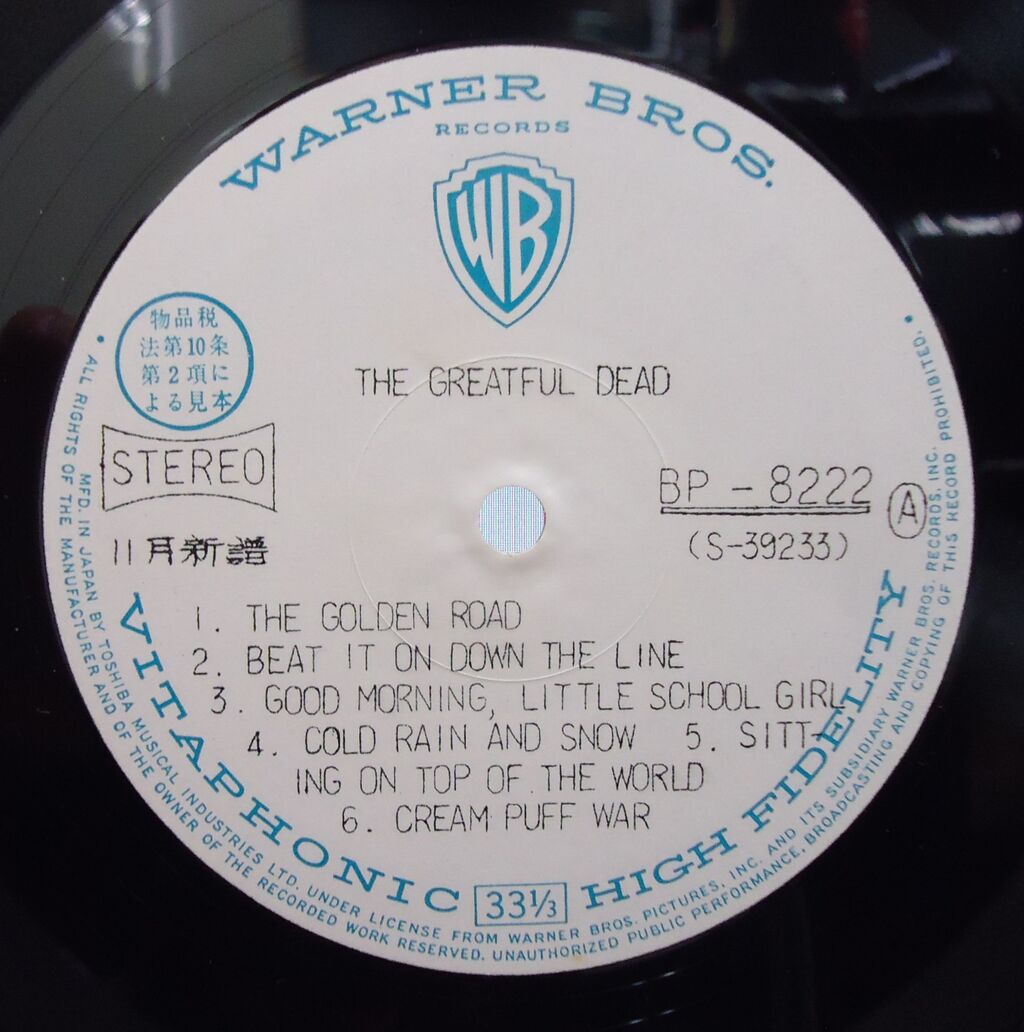 WARNER BROS.
RECORDS
WB
物品税
法第10条
第2項に
よる見本
THE GREATFUL DEAD
STEREO
BP-8222
A
(S-39233)
11月新譜
1. THE GOLDEN ROAD
2. BEAT IT ON DOWN THE LINE
3. GOOD MORNING, LITTLE SCHOOL GIRL
4. COLD RAIN AND SNOW 5. SITT-
ING ON TOP OF THE WORLD
6. CREAM PUFF WAR
VITAPHONIC 33⅓ HIGH FIDELITY
MFD. IN JAPAN BY TOSHIBA MUSICAL INDUSTRIES LTD. UNDER LICENSE FROM WARNER BROS. PICTURES, INC. AND ITS SUBSIDIARY WARNER BROS. RECORDS, INC.
• ALL RIGHTS OF THE MANUFACTURER AND OF THE OWNER OF THE RECORDED WORK RESERVED. UNAUTHORIZED PUBLIC PERFORMANCE, BROADCASTING AND COPYING OF THIS RECORD PROHIBITED. •